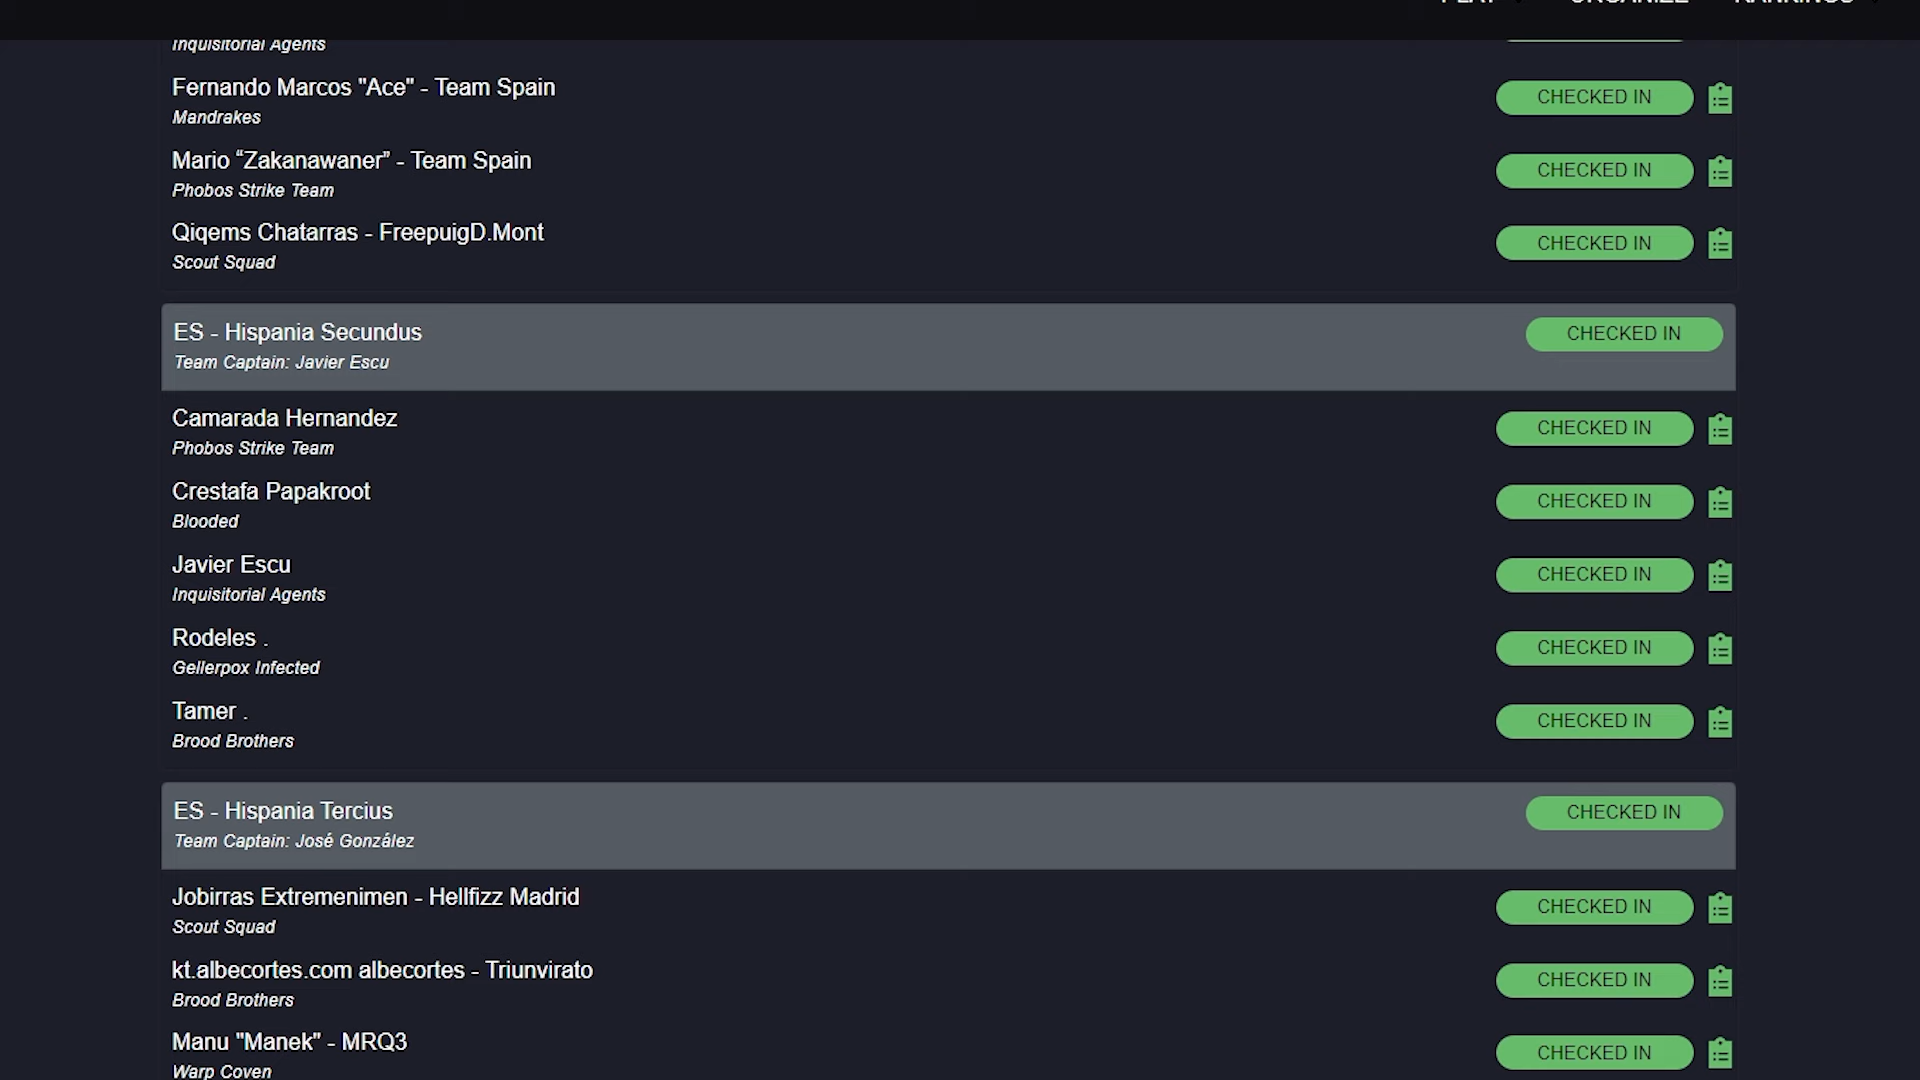 PLAY ORGANIZE RANKINGS
Inquisitorial Agents
Fernando Marcos "Ace" - Team Spain
CHECKED IN
Mandrakes
Mario “Zakanawaner” - Team Spain
CHECKED IN
Phobos Strike Team
Qiqems Chatarras - FreepuigD.Mont
CHECKED IN
Scout Squad
ES - Hispania Secundus
CHECKED IN
Team Captain: Javier Escu
Camarada Hernandez
CHECKED IN
Phobos Strike Team
Crestafa Papakroot
CHECKED IN
Blooded
Javier Escu
CHECKED IN
Inquisitorial Agents
Rodeles .
CHECKED IN
Gellerpox Infected
Tamer .
CHECKED IN
Brood Brothers
ES - Hispania Tercius
CHECKED IN
Team Captain: José González
Jobirras Extremenimen - Hellfizz Madrid
CHECKED IN
Scout Squad
kt.albecortes.com albecortes - Triunvirato
CHECKED IN
Brood Brothers
Manu "Manek" - MRQ3
CHECKED IN
Warp Coven